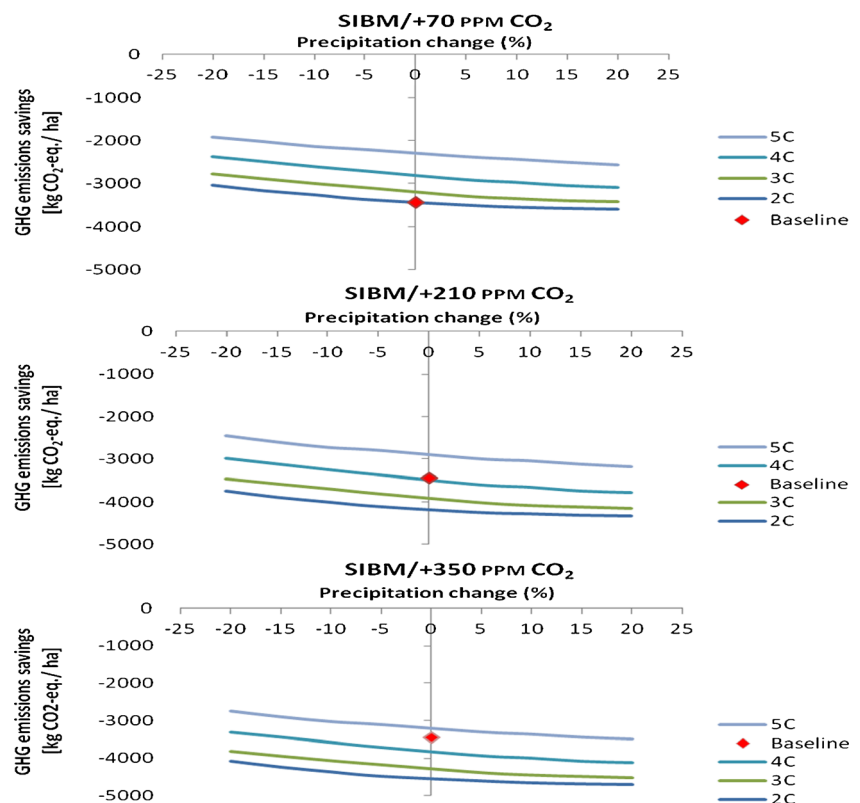 SIBM/+70 PPM CO₂
Precipitation change (%)
0
-25 -20 -15 -10 -5 0 5 10 15 20 25
-1000
-2000
-3000
-4000
-5000
GHG emissions savings
[kg CO₂-eq./ ha]
5C
4C
3C
2C
Baseline
SIBM/+210 PPM CO₂
Precipitation change (%)
0
-25 -20 -15 -10 -5 0 5 10 15 20 25
-1000
-2000
-3000
-4000
-5000
GHG emissions savings
[kg CO₂-eq./ ha]
5C
4C
Baseline
3C
2C
SIBM/+350 PPM CO₂
Precipitation change (%)
0
-25 -20 -15 -10 -5 0 5 10 15 20 25
-1000
-2000
-3000
-4000
-5000
GHG emissions savings
[kg CO2-eq./ ha]
5C
Baseline
4C
3C
2C